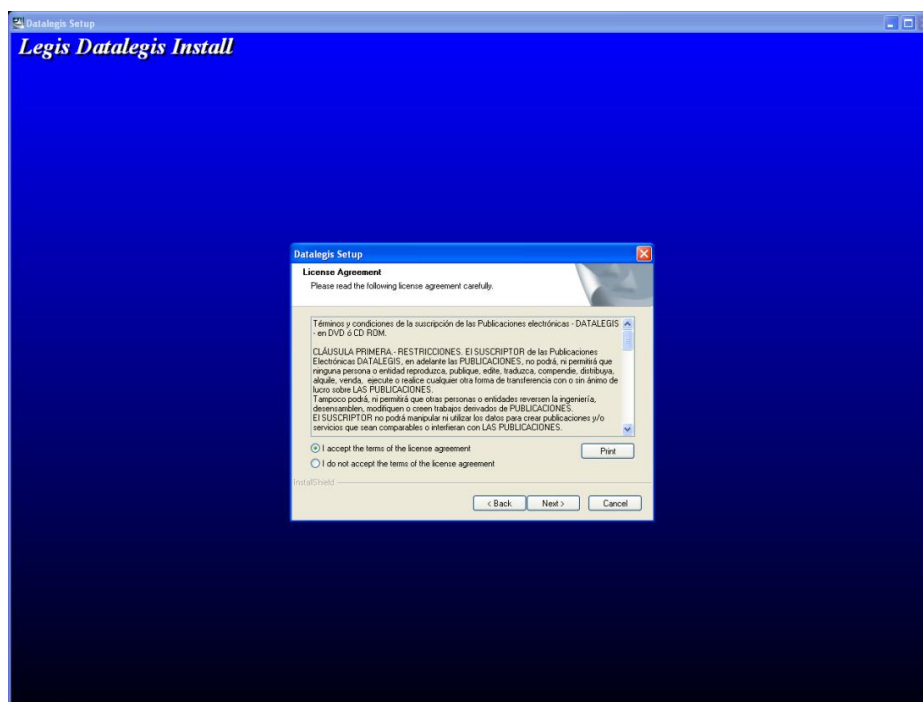 Datalegis Setup
Legis Datalegis Install
Datalegis Setup
License Agreement
Please read the following license agreement carefully.
Términos y condiciones de la suscripción de las Publicaciones electrónicas - DATALEGIS
- en DVD ó CD ROM.
CLÁUSULA PRIMERA.- RESTRICCIONES. El SUSCRIPTOR de las Publicaciones
Electrónicas DATALEGIS, en adelante las PUBLICACIONES, no podrá, ni permitirá que
ninguna persona o entidad reproduzca, publique, edite, traduzca, compendie, distribuya,
alquile, venda, ejecute o realice cualquier otra forma de transferencia con o sin ánimo de
lucro sobre LAS PUBLICACIONES.
Tampoco podrá, ni permitirá que otras personas o entidades reversen la ingeniería,
desensamblen, modifiquen o creen trabajos derivados de PUBLICACIONES.
El SUSCRIPTOR no podrá manipular ni utilizar los datos para crear publicaciones y/o
servicios que sean comparables o interfieran con LAS PUBLICACIONES.
I accept the terms of the license agreement
Print
I do not accept the terms of the license agreement
InstallShield
< Back
Next >
Cancel